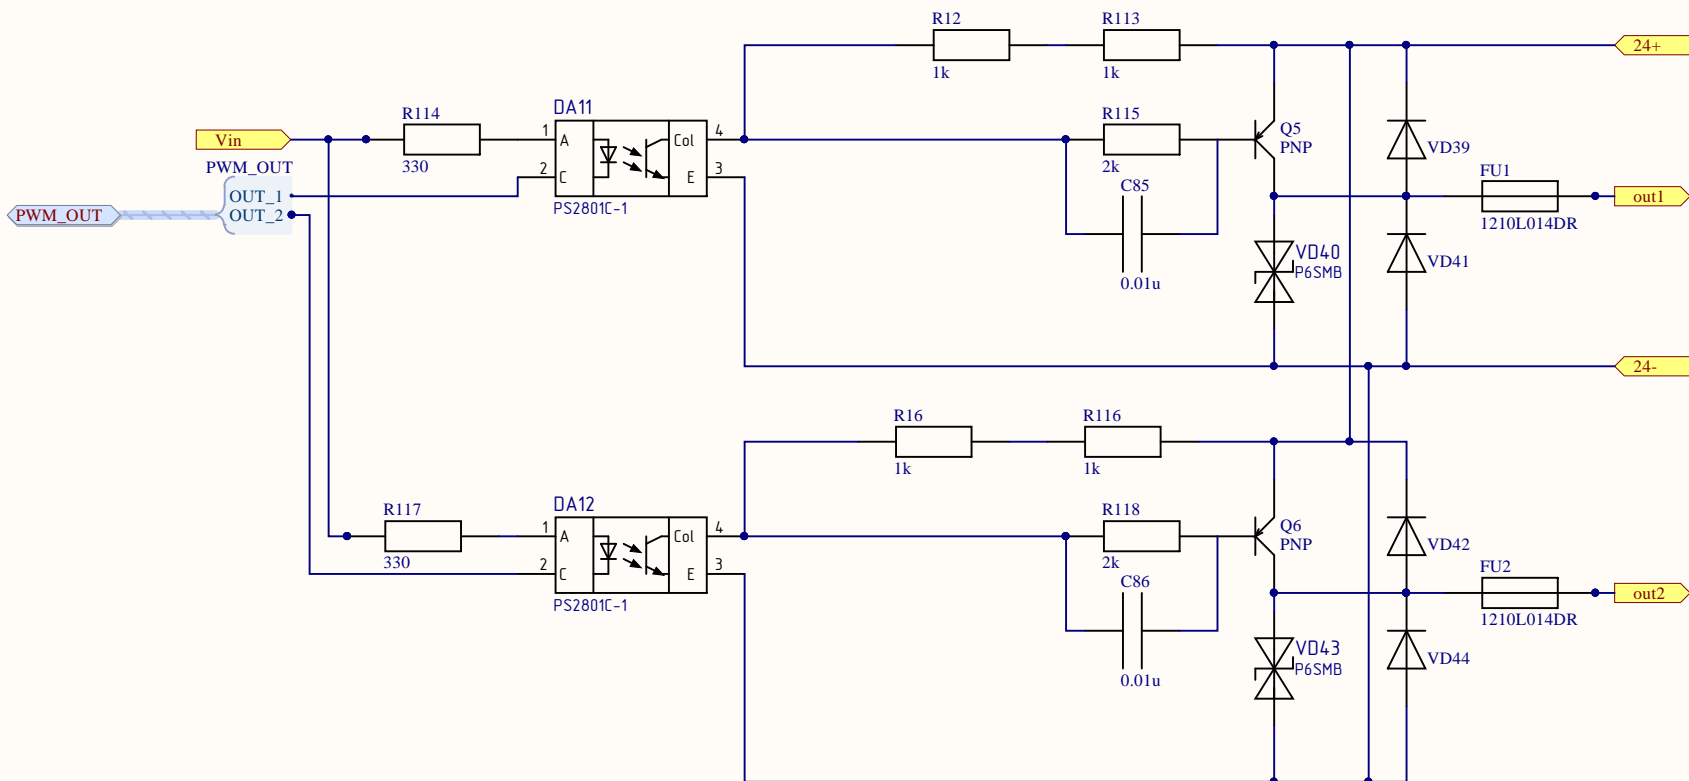 R12
R113
24+
1k
1k
DA11
R114
R115
Q5
PNP
VD39
Vin
1
A
Col
4
330
2k
FU1
PWM_OUT
2
C
E
3
C85
OUT_1
out1
PWM_OUT
OUT_2
PS2801C-1
1210L014DR
VD40
P6SMB
VD41
0.01u
24-
R16
R116
1k
1k
DA12
R117
R118
Q6
PNP
VD42
1
A
Col
4
330
2k
FU2
2
C
E
3
C86
out2
PS2801C-1
1210L014DR
VD43
P6SMB
VD44
0.01u